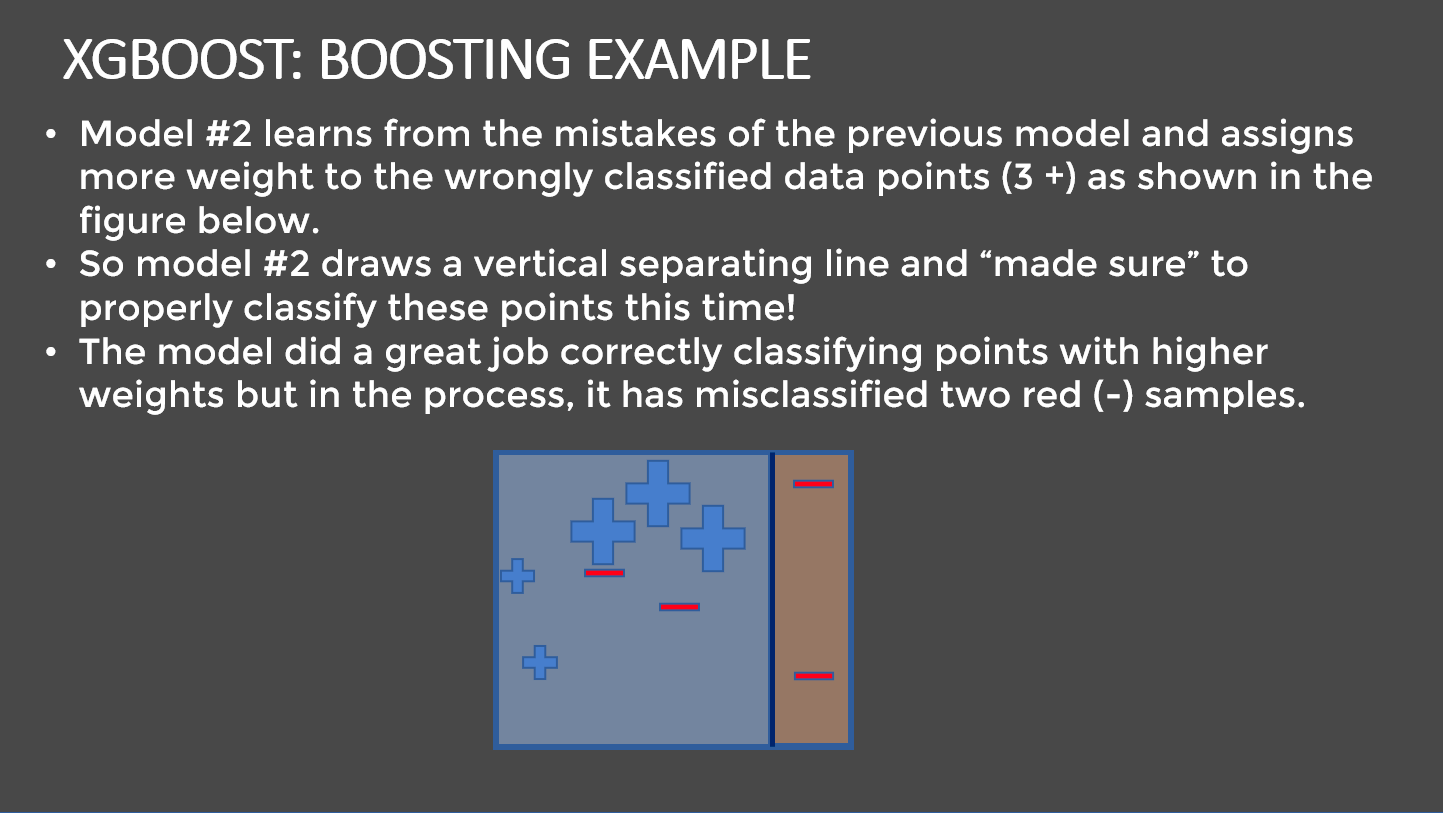 XGBOOST: BOOSTING EXAMPLE
• Model #2 learns from the mistakes of the previous model and assigns
more weight to the wrongly classified data points (3 +) as shown in the
figure below.
• So model #2 draws a vertical separating line and “made sure” to
properly classify these points this time!
• The model did a great job correctly classifying points with higher
weights but in the process, it has misclassified two red (-) samples.